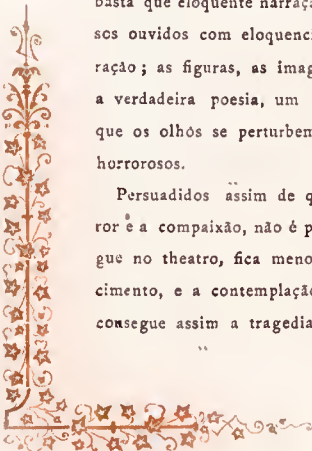 basta que eloquente narraç
sos ouvidos com eloquenci
ração; as figuras, as imag
a verdadeira poesia, um
que os olhos se perturbem
horrorosos.
Persuadidos assim de q
ror e a compaixão, não é p
gue no theatro, fica meno
cimento, e a contemplação
consegue assim a tragedia